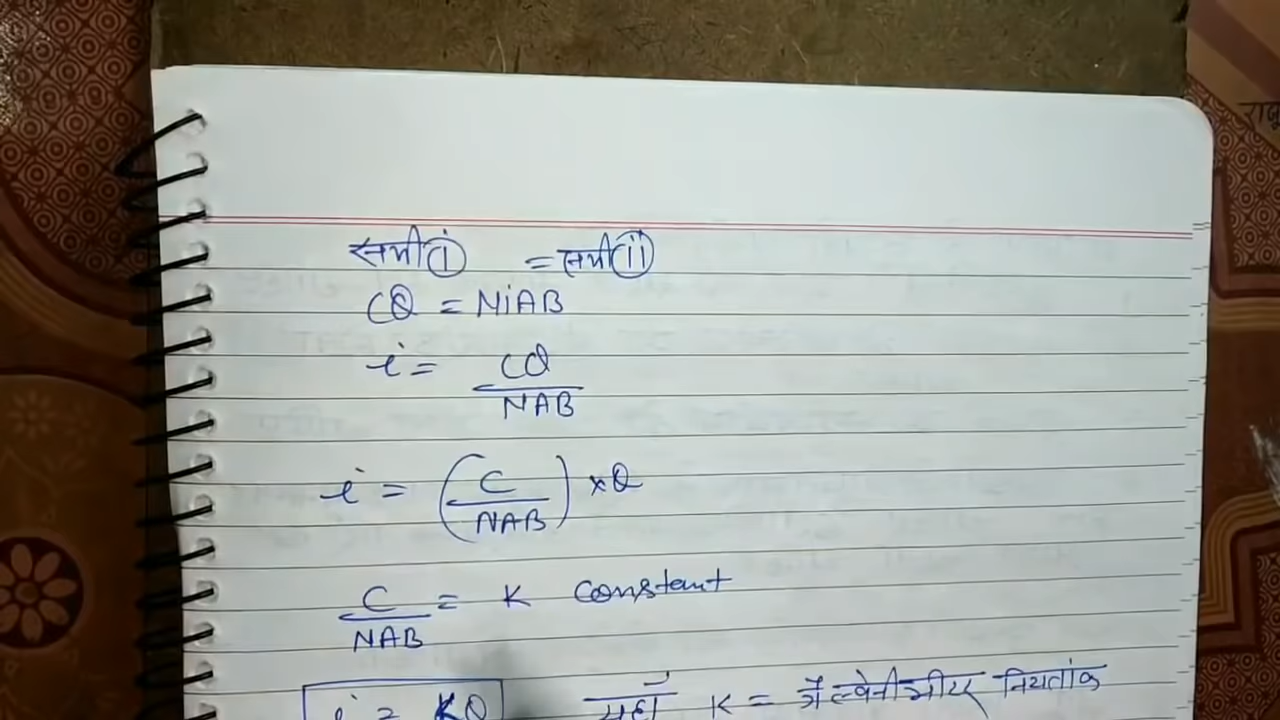 समी (i) = समी (ii)
Cθ = NiAB
i = Cθ / NAB
i = (C / NAB) × θ
C / NAB = K Constant
i = Kθ यहाँ K = गैल्वेनोमीटर नियतांक